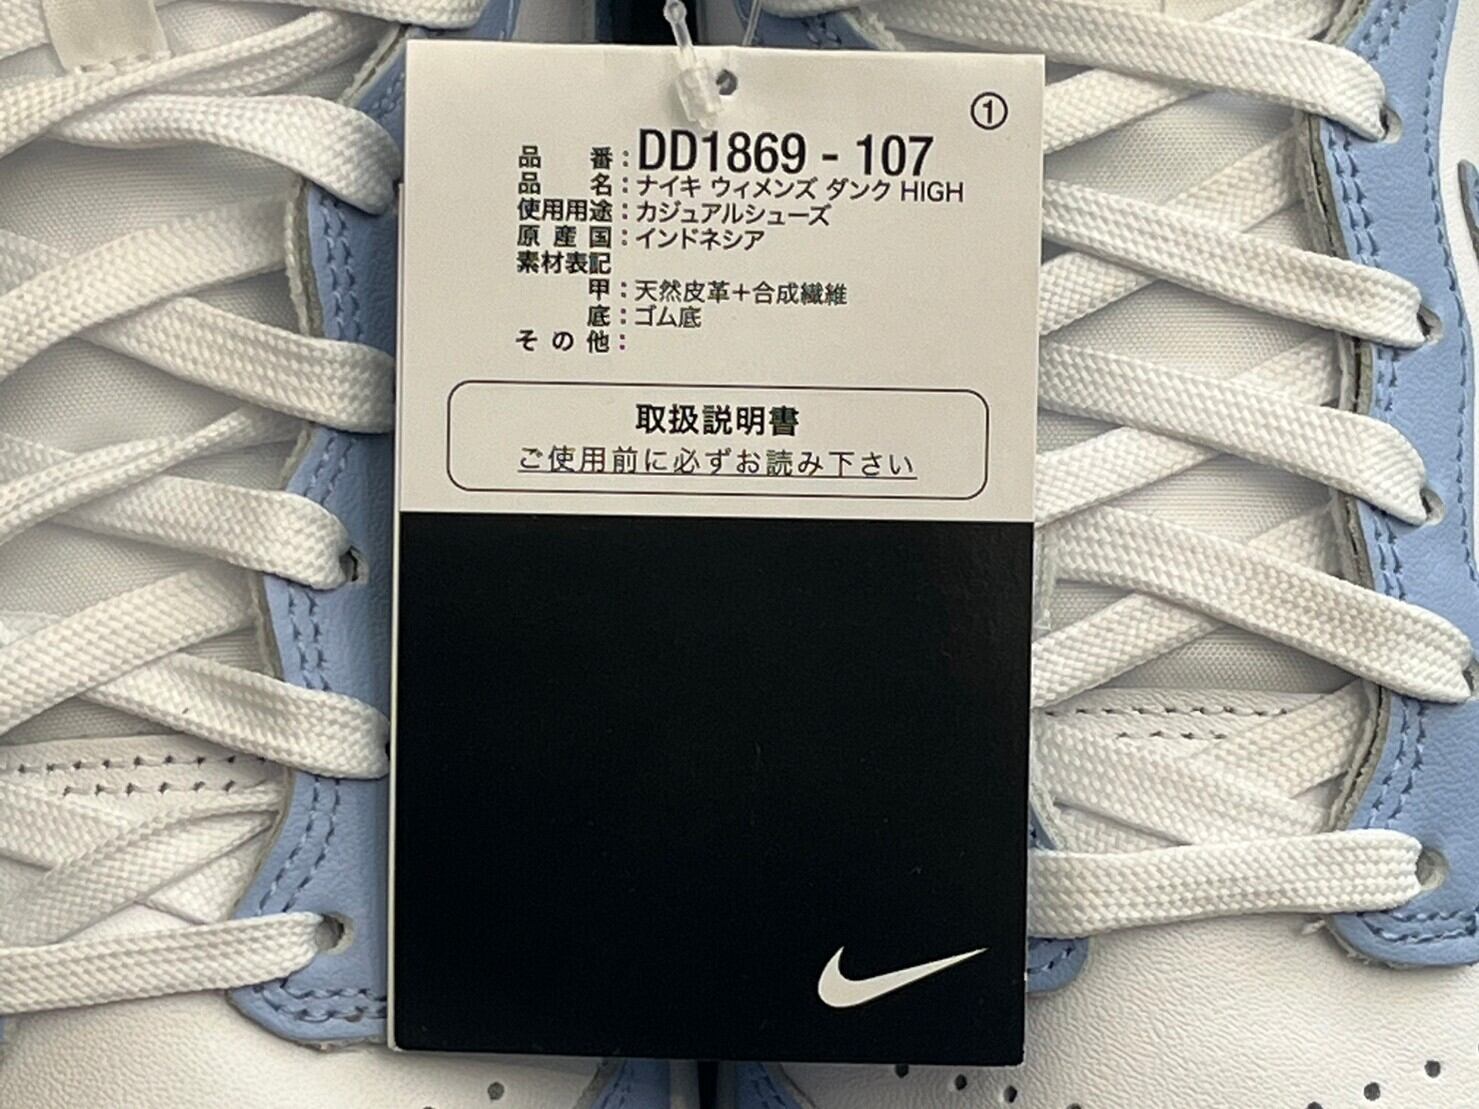 ①
品番：DD1869 - 107
品名：ナイキ ウィメンズ ダンク HIGH
使用用途：カジュアルシューズ
原産国：インドネシア
素材表記
甲：天然皮革＋合成繊維
底：ゴム底
その他：
取扱説明書
ご使用前に必ずお読み下さい